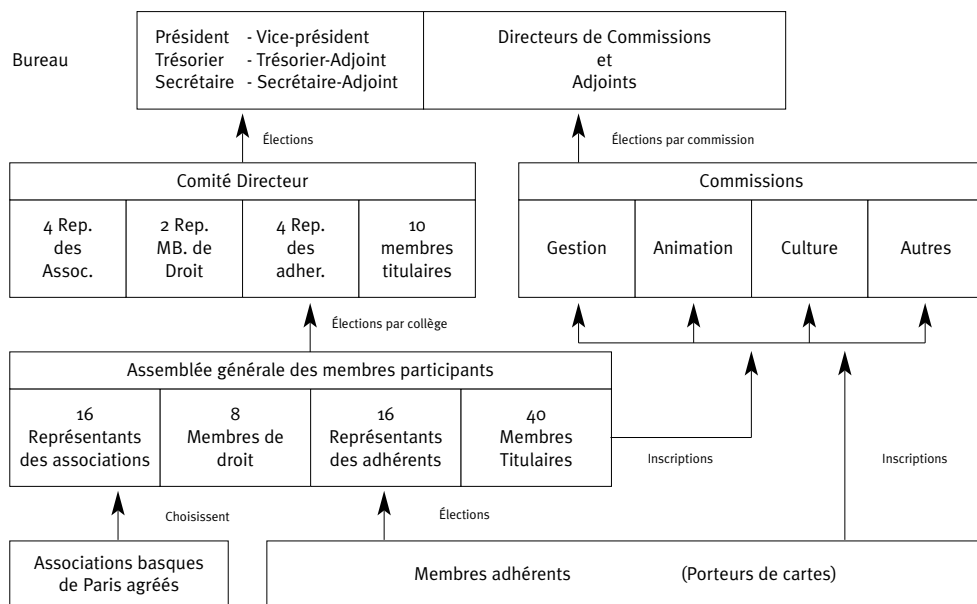 Bureau
Président - Vice-président
Trésorier - Trésorier-Adjoint
Secrétaire - Secrétaire-Adjoint
Directeurs de Commissions
et
Adjoints
Élections
Élections par commission
Comité Directeur
4 Rep.
des
Assoc.
2 Rep.
MB. de
Droit
4 Rep.
des
adher.
10
membres
titulaires
Commissions
Gestion
Animation
Culture
Autres
Élections par collège
Assemblée générale des membres participants
16
Représentants
des associations
8
Membres de
droit
16
Représentants
des adhérents
40
Membres
Titulaires
Inscriptions
Inscriptions
Choisissent
Élections
Associations basques
de Paris agréés
Membres adhérents (Porteurs de cartes)